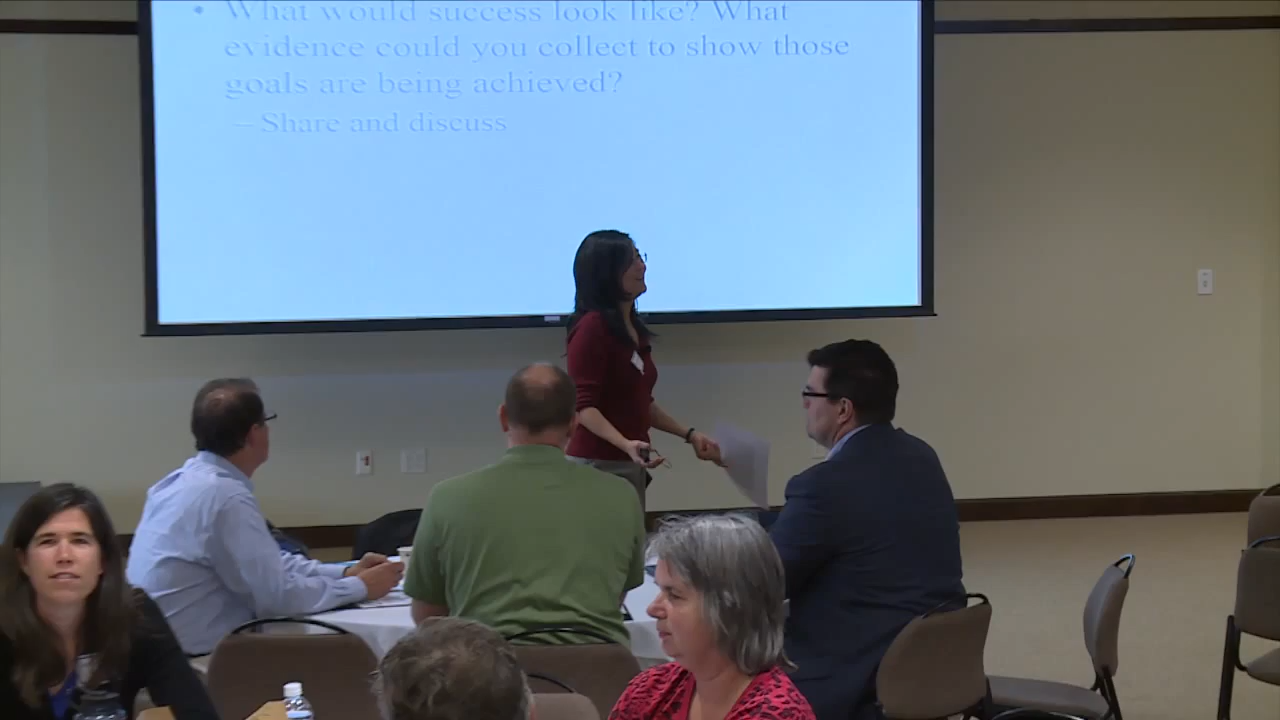 • What would success look like? What
evidence could you collect to show those
goals are being achieved?
– Share and discuss